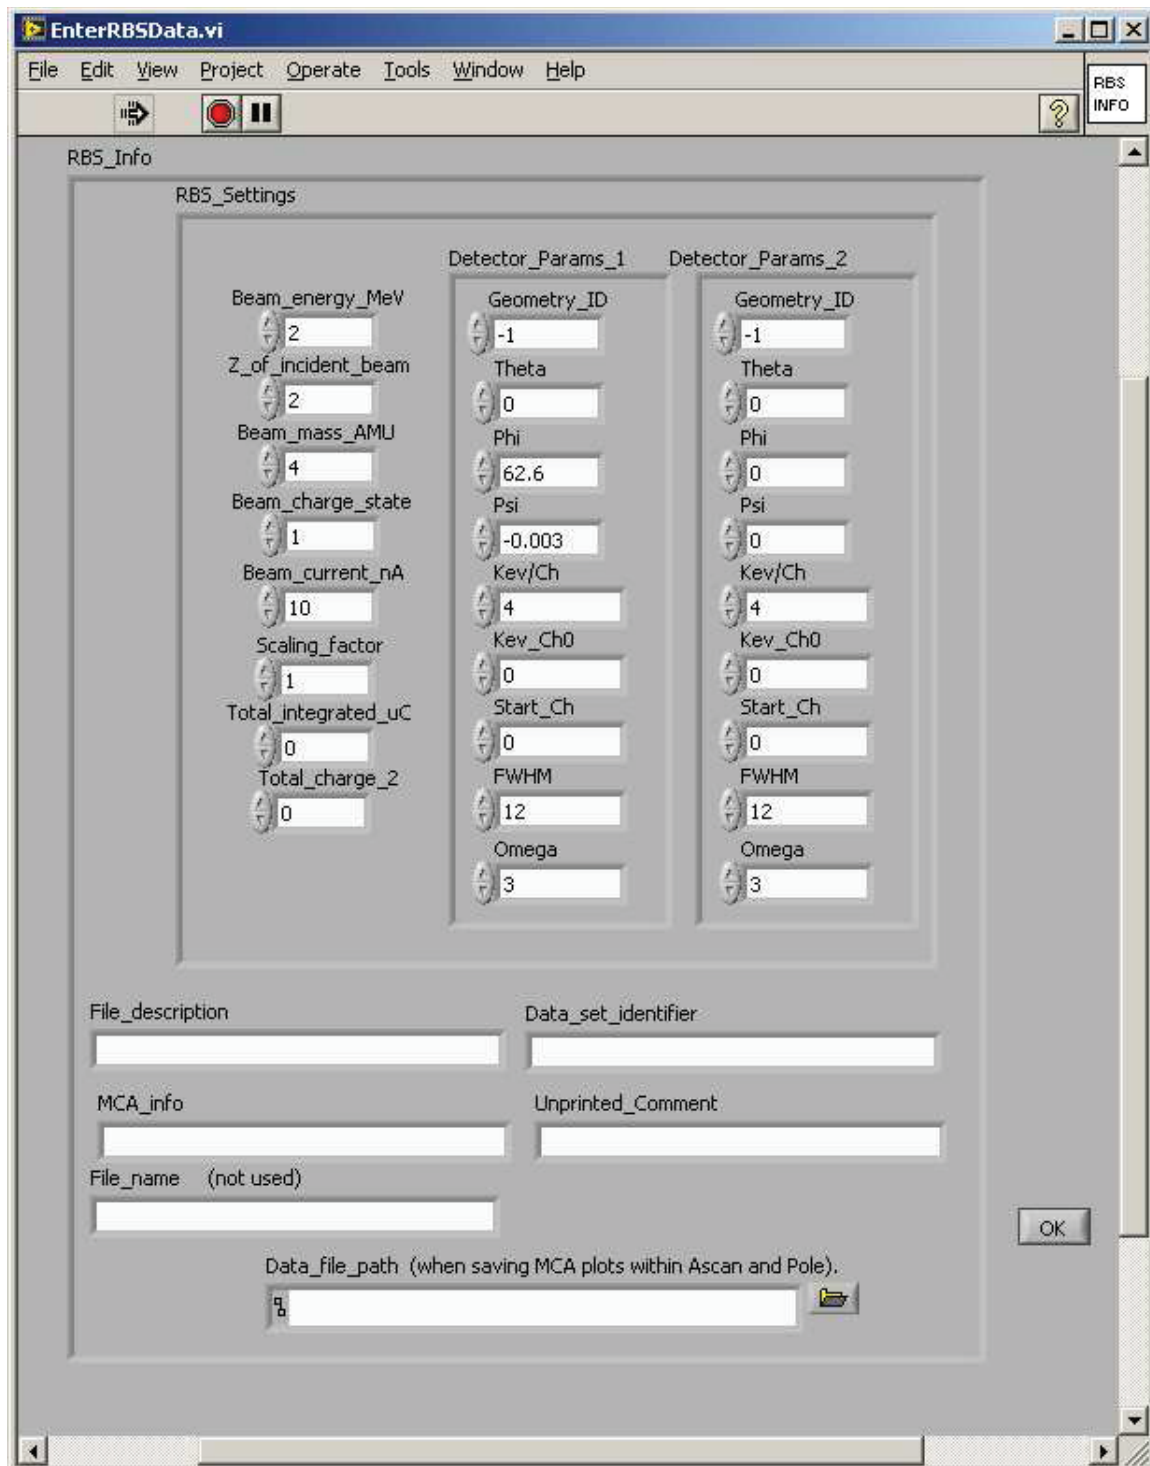 EnterRBSData.vi
File Edit View Project Operate Tools Window Help
RBS
INFO
RBS_Info
RBS_Settings
Beam_energy_MeV
2
Z_of_incident_beam
2
Beam_mass_AMU
4
Beam_charge_state
1
Beam_current_nA
10
Scaling_factor
1
Total_integrated_uC
0
Total_charge_2
0
Detector_Params_1
Geometry_ID
-1
Theta
0
Phi
62.6
Psi
-0.003
Kev/Ch
4
Kev_Ch0
0
Start_Ch
0
FWHM
12
Omega
3
Detector_Params_2
Geometry_ID
-1
Theta
0
Phi
0
Psi
0
Kev/Ch
4
Kev_Ch0
0
Start_Ch
0
FWHM
12
Omega
3
File_description
Data_set_identifier
MCA_info
Unprinted_Comment
File_name (not used)
OK
Data_file_path (when saving MCA plots within Ascan and Pole).